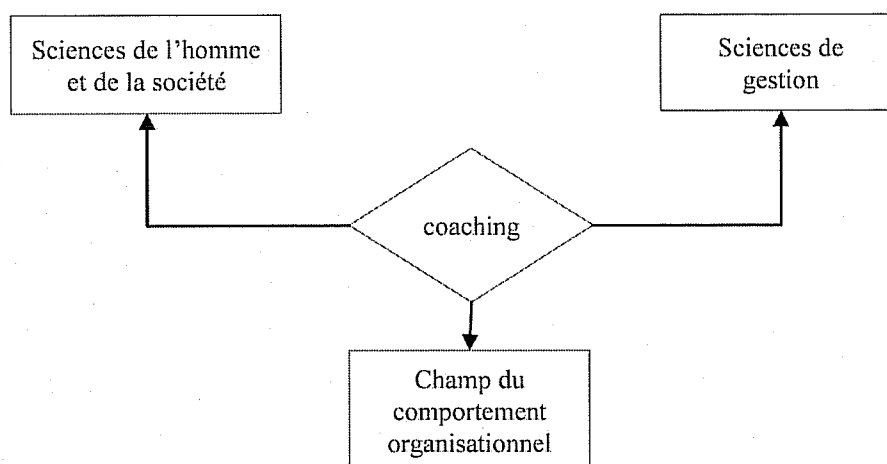 Sciences de l'homme
et de la société
Sciences de
gestion
coaching
Champ du
comportement
organisationnel